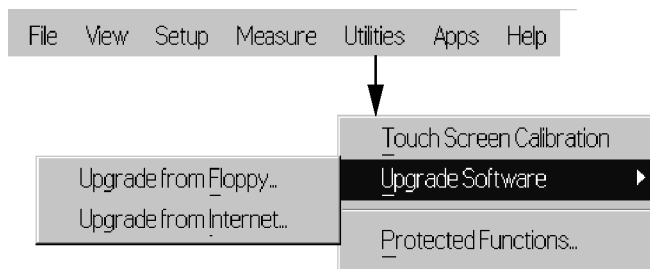 File View Setup Measure Utilities Apps Help
Touch Screen Calibration
Upgrade Software
Upgrade from Floppy...
Upgrade from Internet...
Protected Functions...